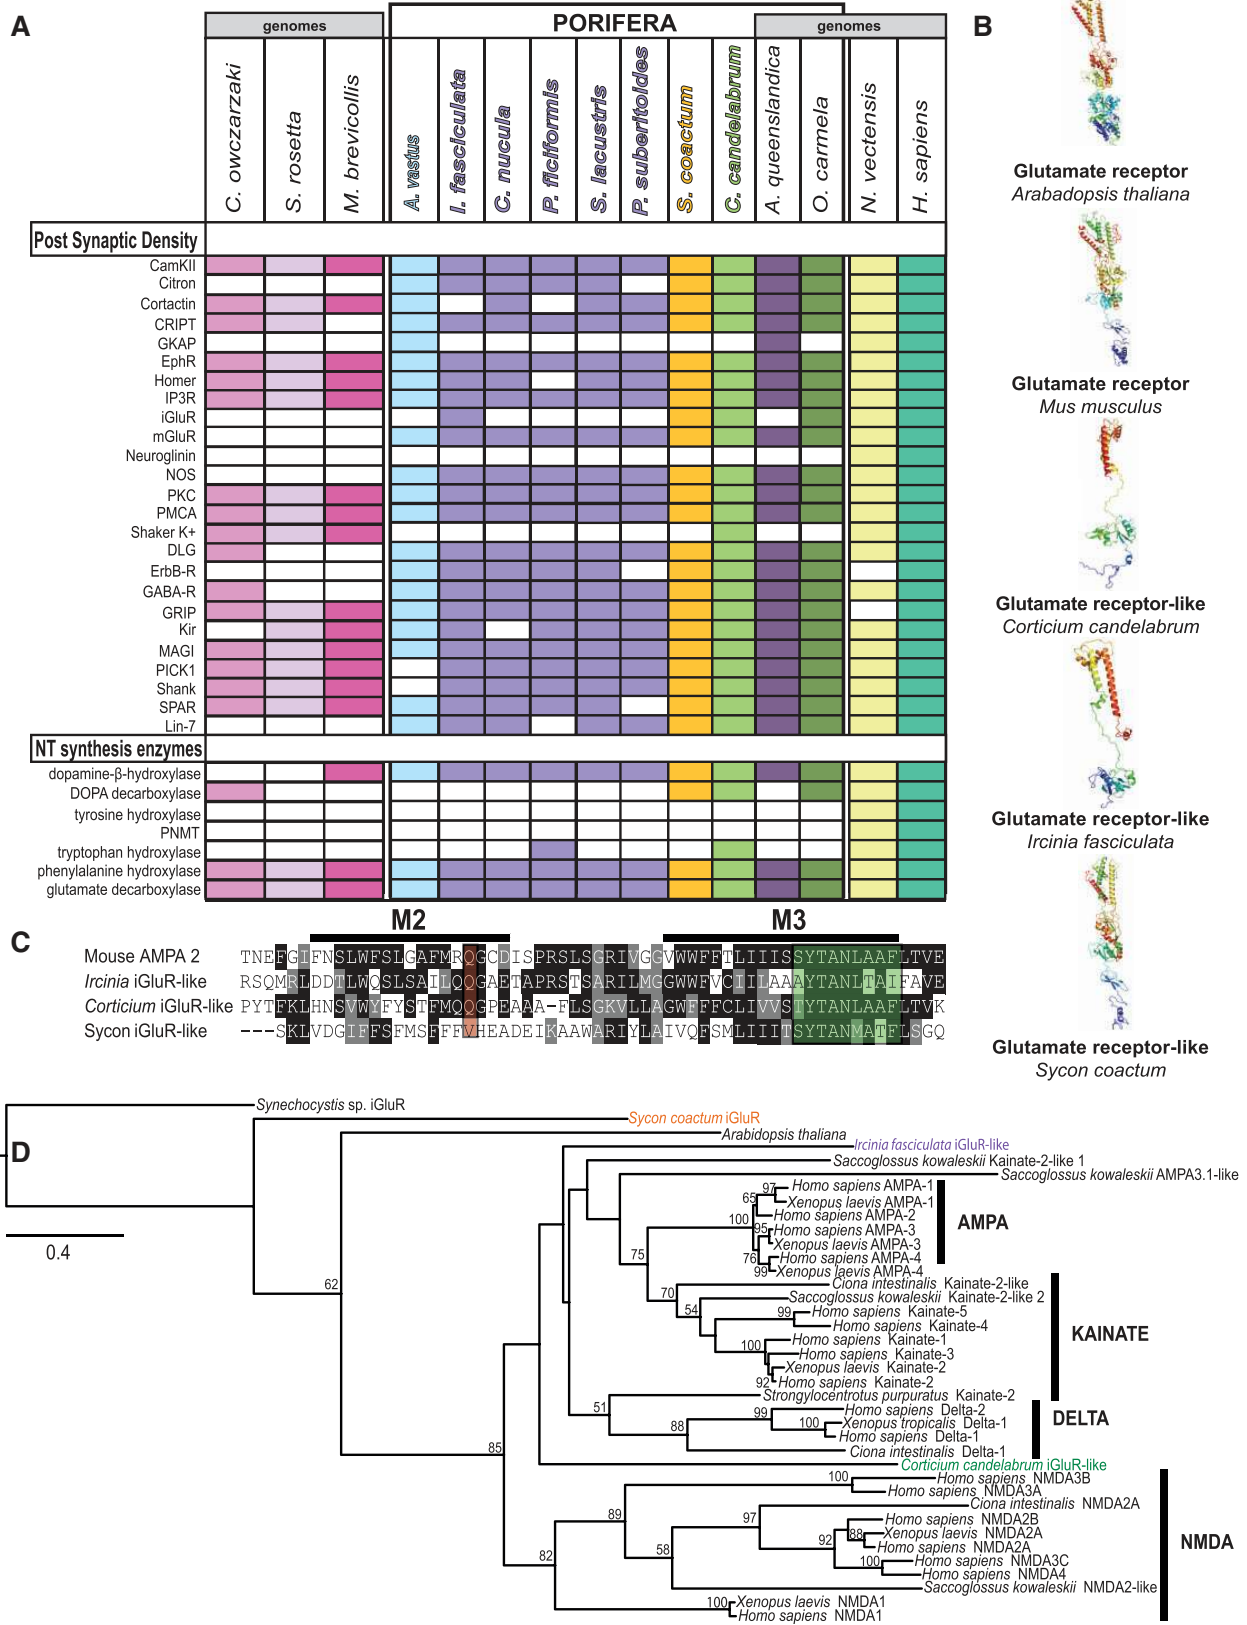 A
genomes
PORIFERA
genomes
C. owczarzaki
S. rosetta
M. brevicollis
A. vastus
I. fasciculata
C. nucula
P. ficiformis
S. lacustris
P. suberitoides
S. coactum
C. candelabrum
A. queenslandica
O. carmela
N. vectensis
H. sapiens
Post Synaptic Density
CamKII
Citron
Cortactin
CRIPT
GKAP
EphR
Homer
IP3R
iGluR
mGluR
Neuroglinin
NOS
PKC
PMCA
Shaker K+
DLG
ErbB-R
GABA-R
GRIP
Kir
MAGI
PICK1
Shank
SPAR
Lin-7
NT synthesis enzymes
dopamine-β-hydroxylase
DOPA decarboxylase
tyrosine hydroxylase
PNMT
tryptophan hydroxylase
phenylalanine hydroxylase
glutamate decarboxylase
B
Glutamate receptor
Arabadopsis thaliana
Glutamate receptor
Mus musculus
Glutamate receptor-like
Corticium candelabrum
Glutamate receptor-like
Ircinia fasciculata
Glutamate receptor-like
Sycon coactum
C
M2
M3
Mouse AMPA 2 TNEFGIFNSLWFSLGAFMRQGCDISPRSLSGRIVGGVWWFFTLIIISSYTANLAAFLTVE
Ircinia iGluR-like RSQMRLDDTLWQSLSAILQQGAETAPRSTSARILMGGWWFVCIILAAAYTANLTAIFAVE
Corticium iGluR-like PYTFKLHNSVWYFYSTFMQQGPEAAA-FLSGKVLLAGWFFFCLIVVSTYTANLAAFLTVK
Sycon iGluR-like ---SKLVDGIFFSFMSFFFVHEADEIKAAWARIYLAIVQFSMLIIITSYTANMATFLSGQ
D
Synechocystis sp. iGluR
Sycon coactum iGluR
Arabidopsis thaliana
Ircinia fasciculata iGluR-like
Saccoglossus kowaleskii Kainate-2-like 1
Saccoglossus kowaleskii AMPA3.1-like
97 Homo sapiens AMPA-1
65 Xenopus laevis AMPA-1
100 Homo sapiens AMPA-2
95 Homo sapiens AMPA-3
Xenopus laevis AMPA-3
76 Homo sapiens AMPA-4
99 Xenopus laevis AMPA-4
AMPA
0.4
75
70
54
Ciona intestinalis Kainate-2-like
Saccoglossus kowaleskii Kainate-2-like 2
99 Homo sapiens Kainate-5
Homo sapiens Kainate-4
100 Homo sapiens Kainate-1
Homo sapiens Kainate-3
Xenopus laevis Kainate-2
92 Homo sapiens Kainate-2
Strongylocentrotus purpuratus Kainate-2
KAINATE
62
51
88
99 Homo sapiens Delta-2
100 Xenopus tropicalis Delta-1
Homo sapiens Delta-1
Ciona intestinalis Delta-1
DELTA
85
Corticium candelabrum iGluR-like
100 Homo sapiens NMDA3B
Homo sapiens NMDA3A
89
97
Ciona intestinalis NMDA2A
Homo sapiens NMDA2B
92
88 Xenopus laevis NMDA2A
Homo sapiens NMDA2A
100 Homo sapiens NMDA3C
Homo sapiens NMDA4
58
82
Saccoglossus kowaleskii NMDA2-like
100 Xenopus laevis NMDA1
Homo sapiens NMDA1
NMDA